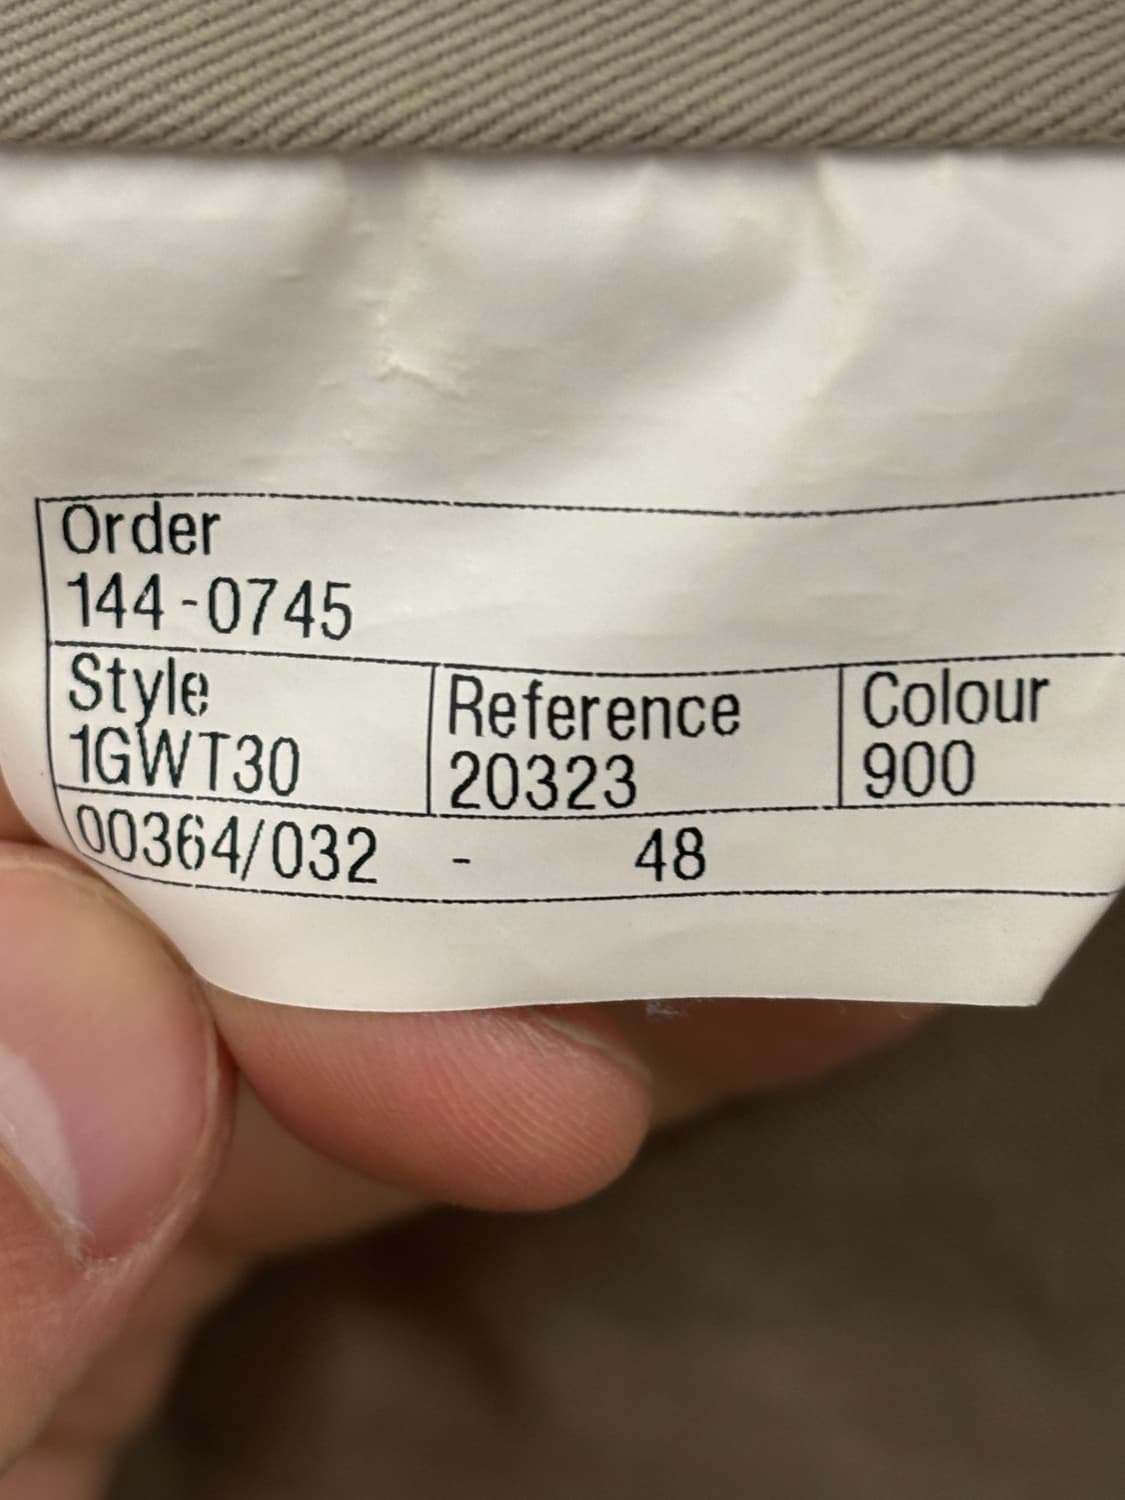 Order
144-0745
Style Reference Colour
1GWT30 20323 900
00364/032 - 48